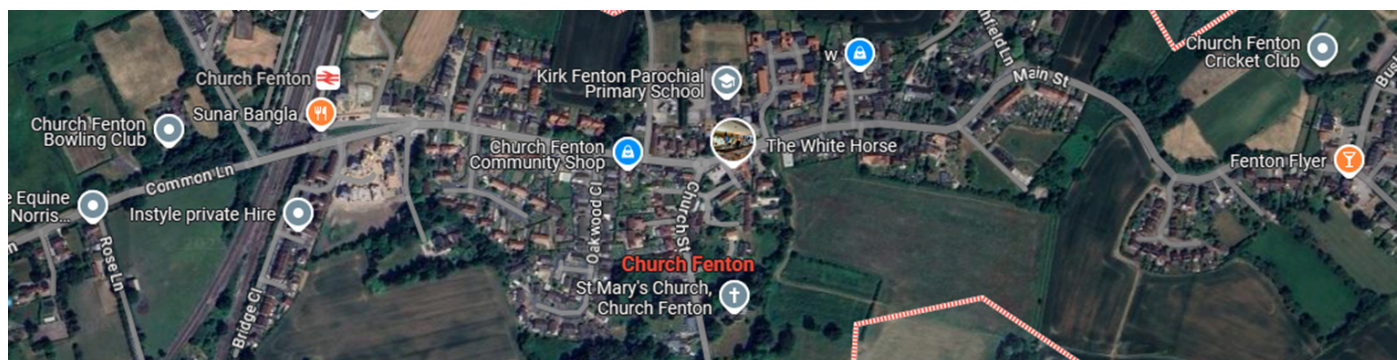 Church Fenton
Sunar Bangla
Church Fenton
Bowling Club
Common Ln
e Equine
Norris...
Instyle private Hire
Rose Ln
Bridge Cl
Kirk Fenton Parochial
Primary School
Church Fenton
Community Shop
The White Horse
Oakwood Cl
Church St
Church Fenton
St Mary's Church,
Church Fenton
W
hfield Ln
Main St
Church Fenton
Cricket Club
Fenton Flyer